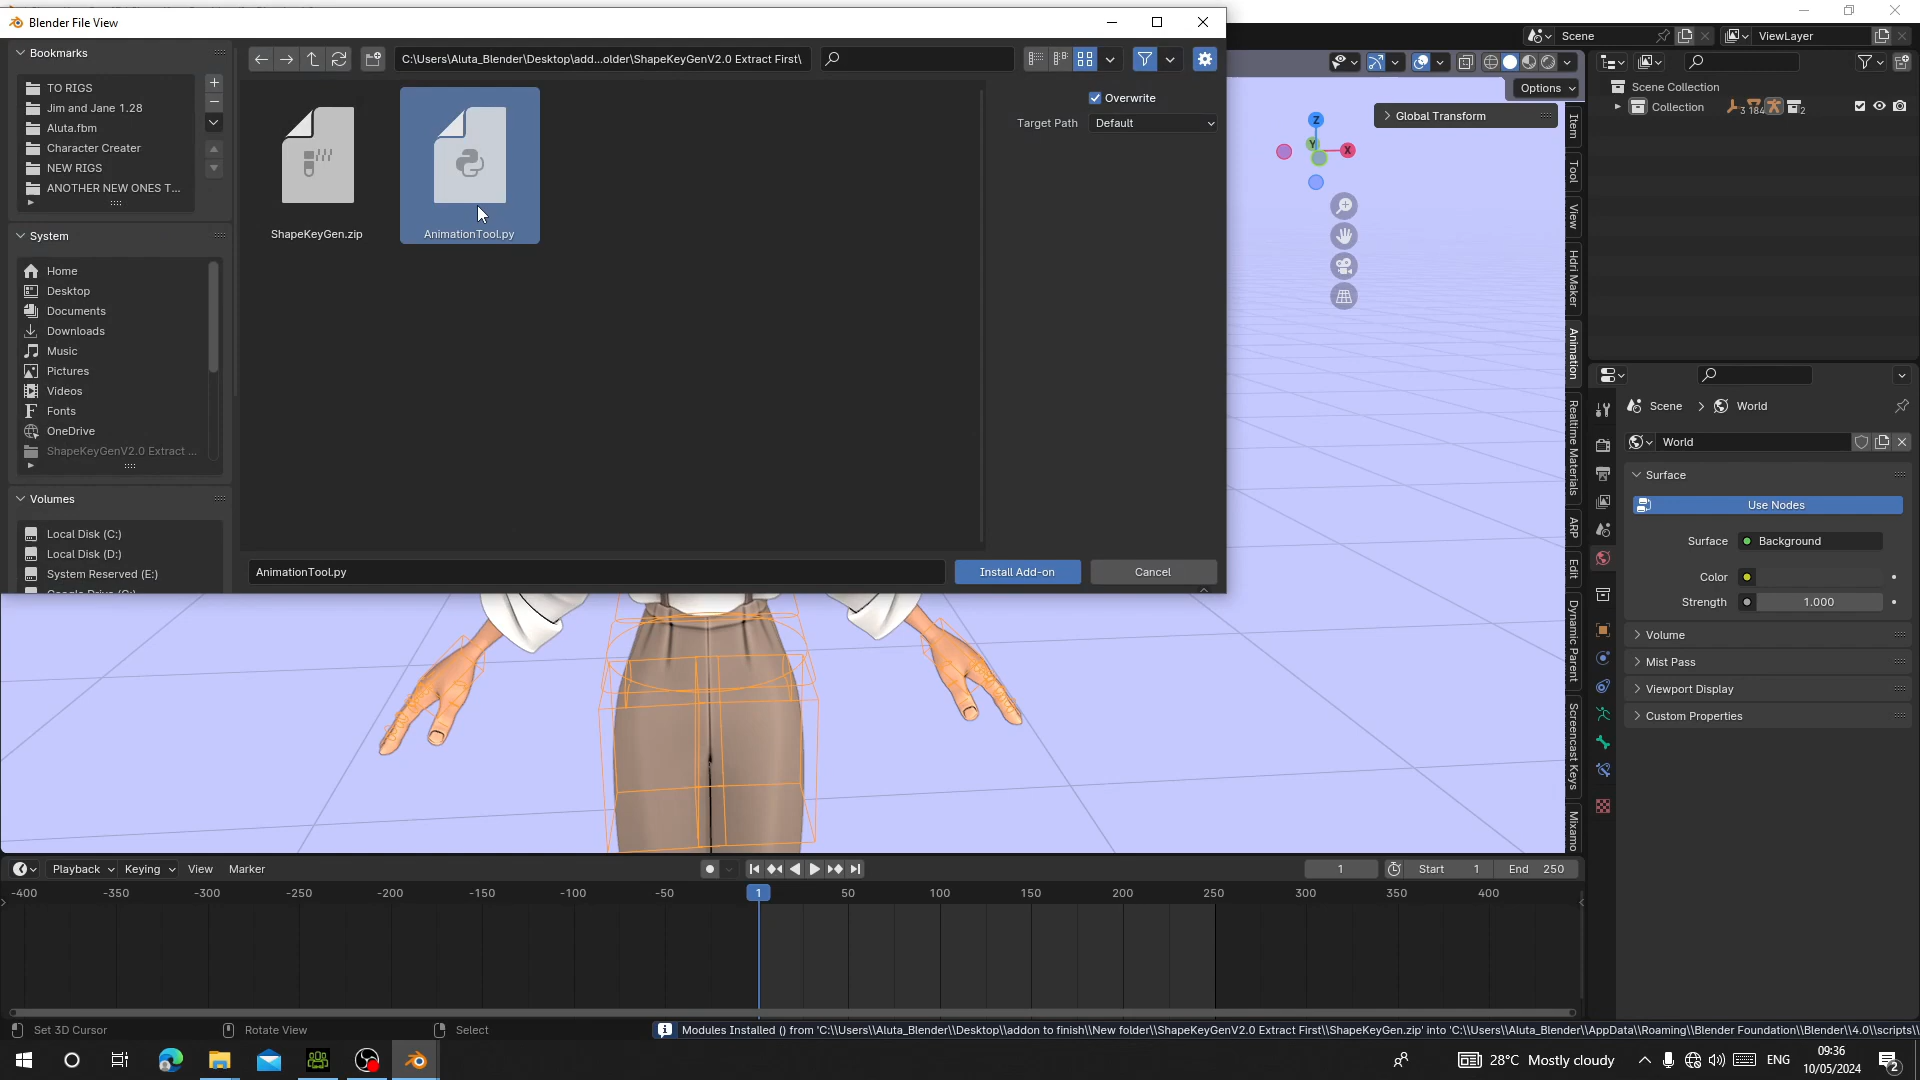 Blender File View
Bookmarks
TO RIGS
Jim and Jane 1.28
Aluta.fbm
Character Creater
NEW RIGS
ANOTHER NEW ONES T...
System
Home
Desktop
Documents
Downloads
Music
Pictures
Videos
Fonts
OneDrive
ShapeKeyGenV2.0 Extract ...
Volumes
Local Disk (C:)
Local Disk (D:)
System Reserved (E:)
C:\Users\Aluta_Blender\Desktop\add...older\ShapeKeyGenV2.0 Extract First\
ShapeKeyGen.zip
AnimationTool.py
Overwrite
Target Path
Default
AnimationTool.py
Install Add-on
Cancel
Scene
ViewLayer
Options
Global Transform
Z
Y
X
Item
Tool
View
Hdri Maker
Animation
Realtime Materials
ARP
Edit
Dynamic Parent
Screencast Keys
Mixamo
Scene Collection
Collection
3
184
2
Scene
World
World
Surface
Use Nodes
Surface
Background
Color
Strength
1.000
Volume
Mist Pass
Viewport Display
Custom Properties
Playback
Keying
View
Marker
1
Start 1
End 250
-400 -350 -300 -250 -200 -150 -100 -50 1 50 100 150 200 250 300 350 400
Set 3D Cursor
Rotate View
Select
Modules Installed () from 'C:\\Users\\Aluta_Blender\\Desktop\\addon to finish\\New folder\\ShapeKeyGenV2.0 Extract First\\ShapeKeyGen.zip' into 'C:\\Users\\Aluta_Blender\\AppData\\Roaming\\Blender Foundation\\Blender\\4.0\\scripts\\
28°C Mostly cloudy
ENG
09:36
10/05/2024
2